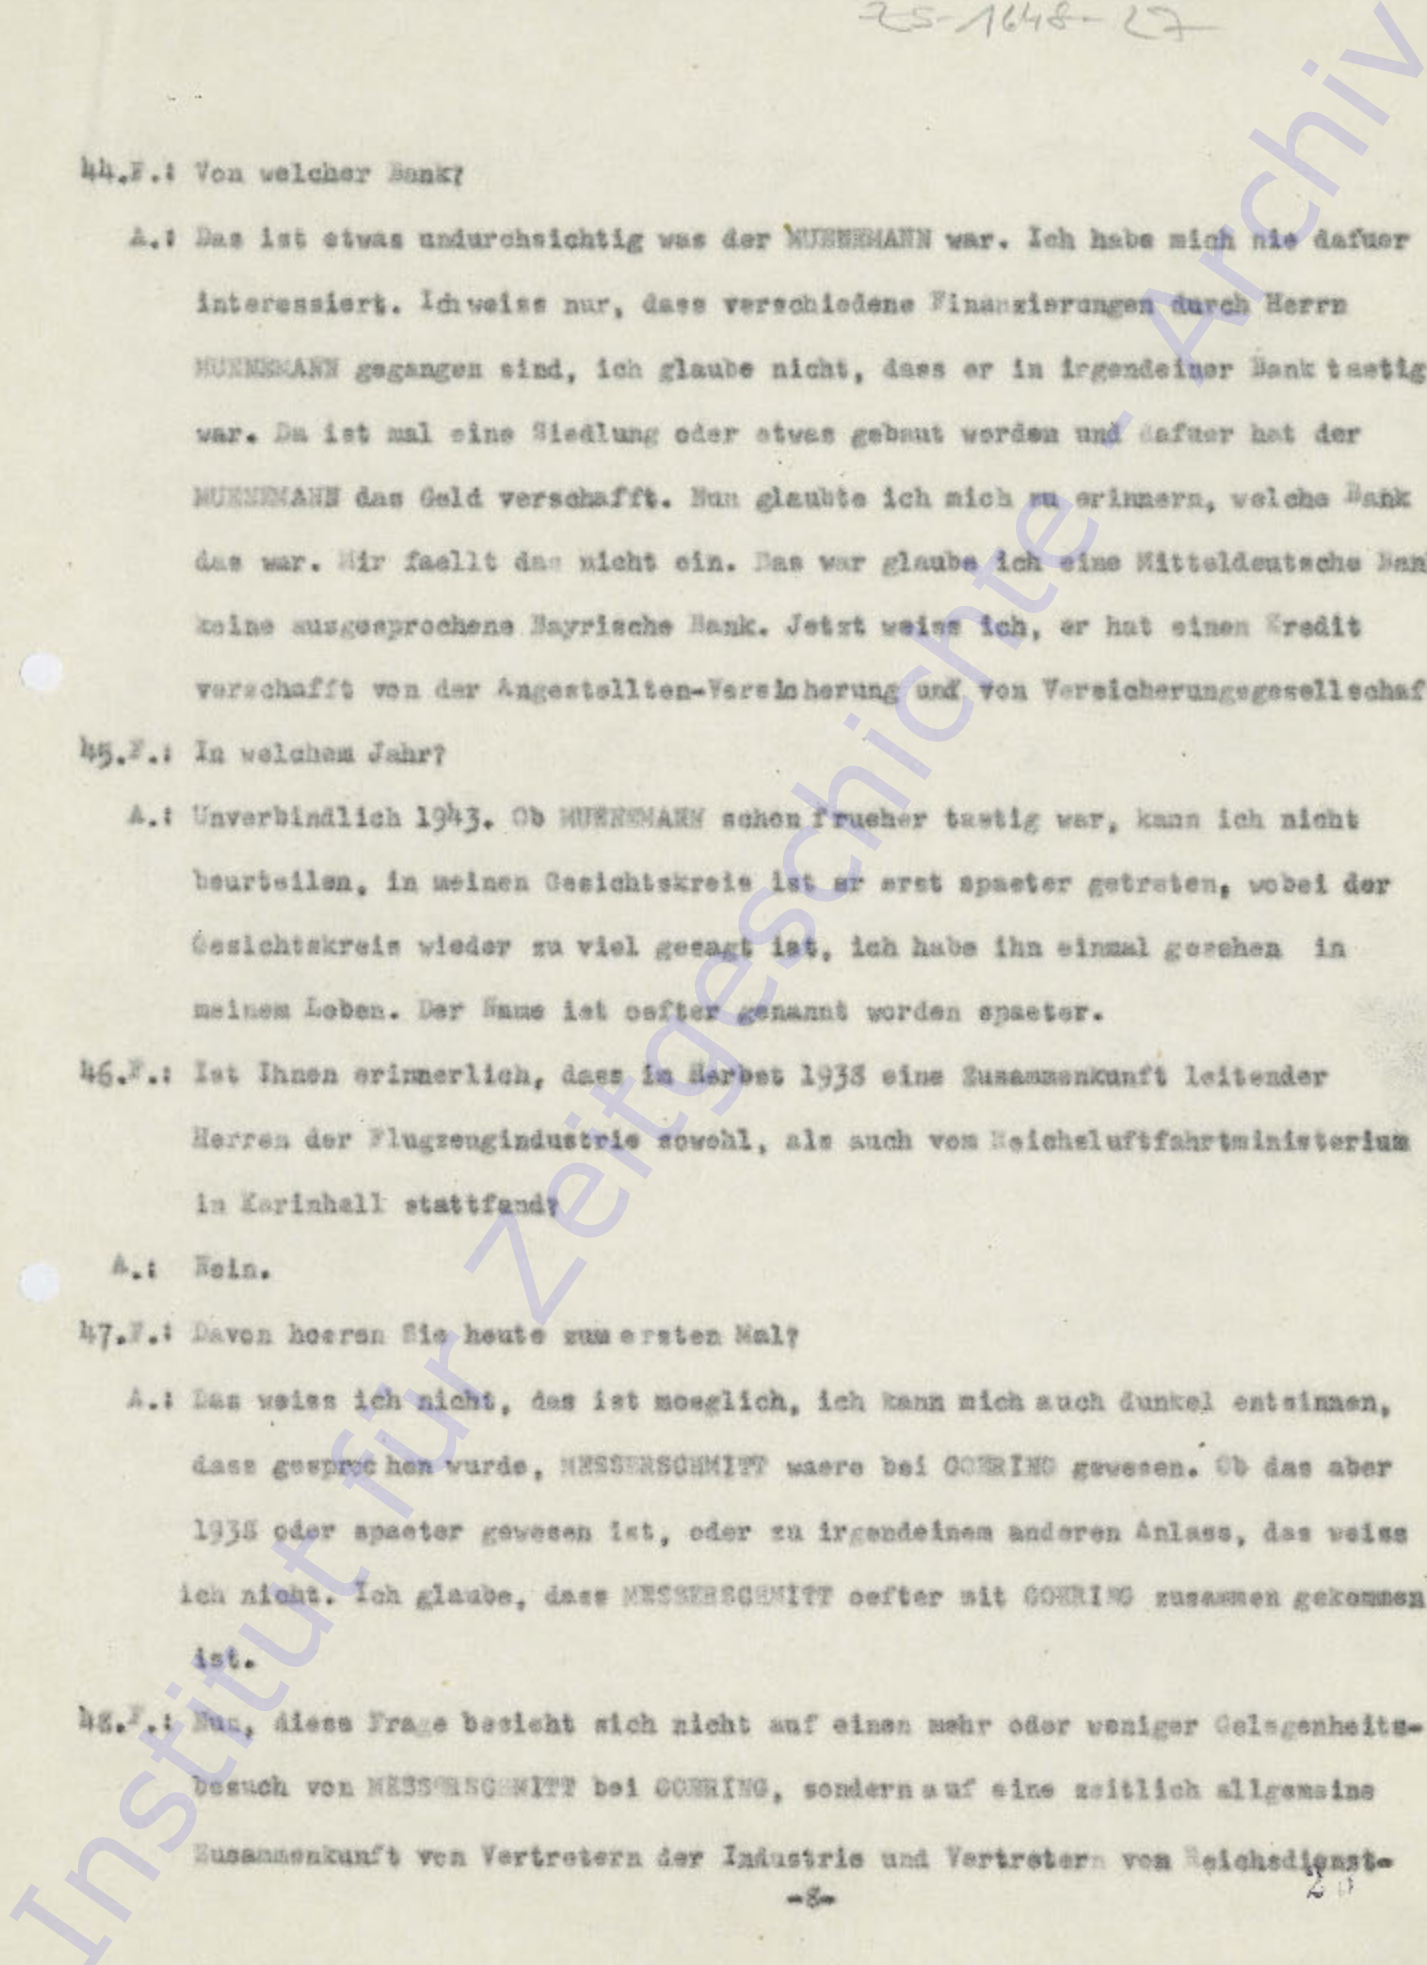 ZS-1648-27
44.F.: Von welcher Bank?
A.: Das ist etwas undurchsichtig was der MUENEMANN war. Ich habe mich nie dafuer
interessiert. Ich weiss nur, dass verschiedene Finanzierungen durch Herrn
MUENEMANN gegangen sind, ich glaube nicht, dass er in irgendeiner Bank taetig
war. Da ist mal eine Siedlung oder etwas gebaut worden und dafuer hat der
MUENEMANN das Geld verschafft. Nun glaubte ich mich zu erinnern, welche Bank
das war. Mir faellt das nicht ein. Das war glaube ich eine Mitteldeutsche Ban
keine ausgesprochene Bayrische Bank. Jetzt weiss ich, er hat einen Kredit
verschafft von der Angestellten-Versicherung und von Versicherungsgesellschaf
45.F.: In welchem Jahr?
A.: Unverbindlich 1943. Ob MUENEMANN schon frueher taetig war, kann ich nicht
beurteilen, in meinen Gesichtskreis ist er erst spaeter getreten, wobei der
Gesichtskreis wieder zu viel gesagt ist, ich habe ihn einmal gesehen in
meinem Leben. Der Name ist oefter genannt worden spaeter.
46.F.: Ist Ihnen erinnerlich, dass im Herbst 1938 eine Zusammenkunft leitender
Herren der Flugzeugindustrie sowohl, als auch vom Reichsluftfahrtministerium
in Karinhall stattfand?
A.: Nein.
47.F.: Davon hoeren Sie heute zum ersten Mal?
A.: Das weiss ich nicht, das ist moeglich, ich kann mich auch dunkel entsinnen,
dass gesprochen wurde, MESSERSCHMITT waere bei GOERING gewesen. Ob das aber
1938 oder spaeter gewesen ist, oder zu irgendeinem anderen Anlass, das weiss
ich nicht. Ich glaube, dass MESSERSCHMITT oefter mit GOERING zusammen gekommen
ist.
48.F.: Nun, diese Frage bezieht sich nicht auf einen mehr oder weniger Gelegenheits-
besuch von MESSERSCHMITT bei GOERING, sondern auf eine zeitlich allgemeine
Zusammenkunft von Vertretern der Industrie und Vertretern vom Reichsdienst-
-8-
Institut für Zeitgeschichte - Archiv